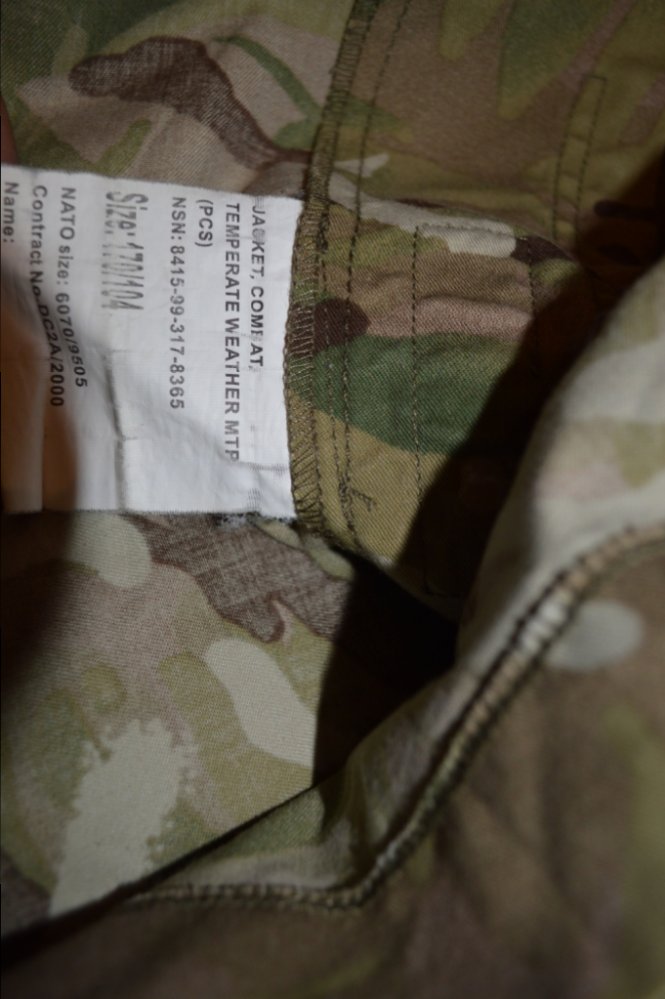 JACKET, COMBAT,
TEMPERATE WEATHER MTP
(PCS)
NSN: 8415-99-317-8365
Size: 170/104
NATO size: 6070/9505
Contract No. DC2A/2000
Name: